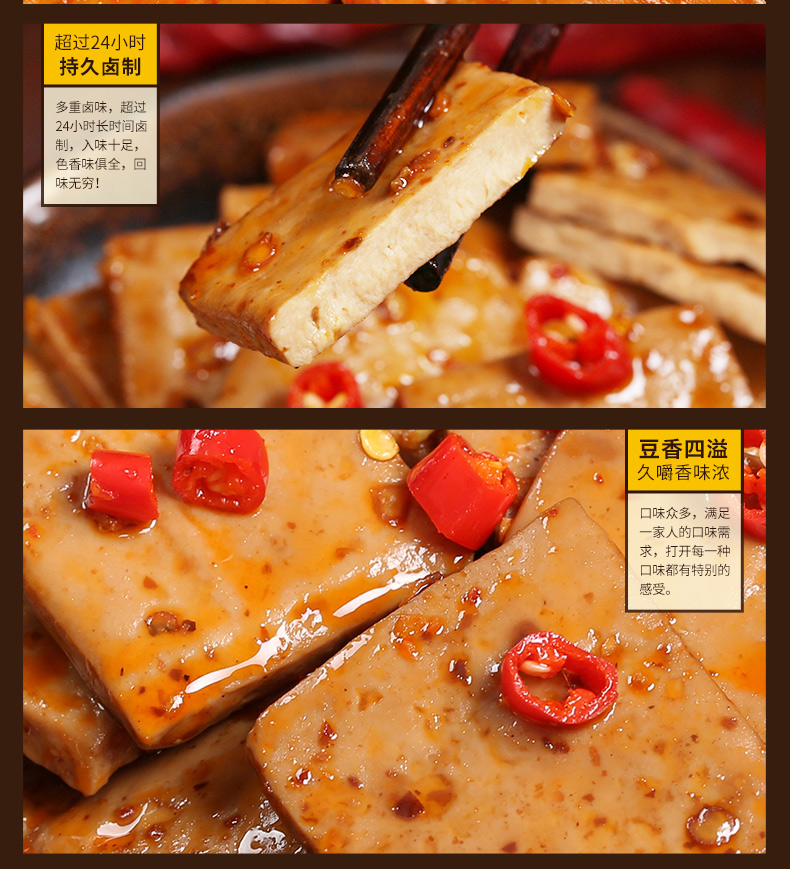 超过24小时
持久卤制
多重卤味，超过
24小时长时间卤
制，入味十足，
色香味俱全，回
味无穷！
豆香四溢
久嚼香味浓
口味众多，满足
一家人的口味需
求，打开每一种
口味都有特别的
感受。